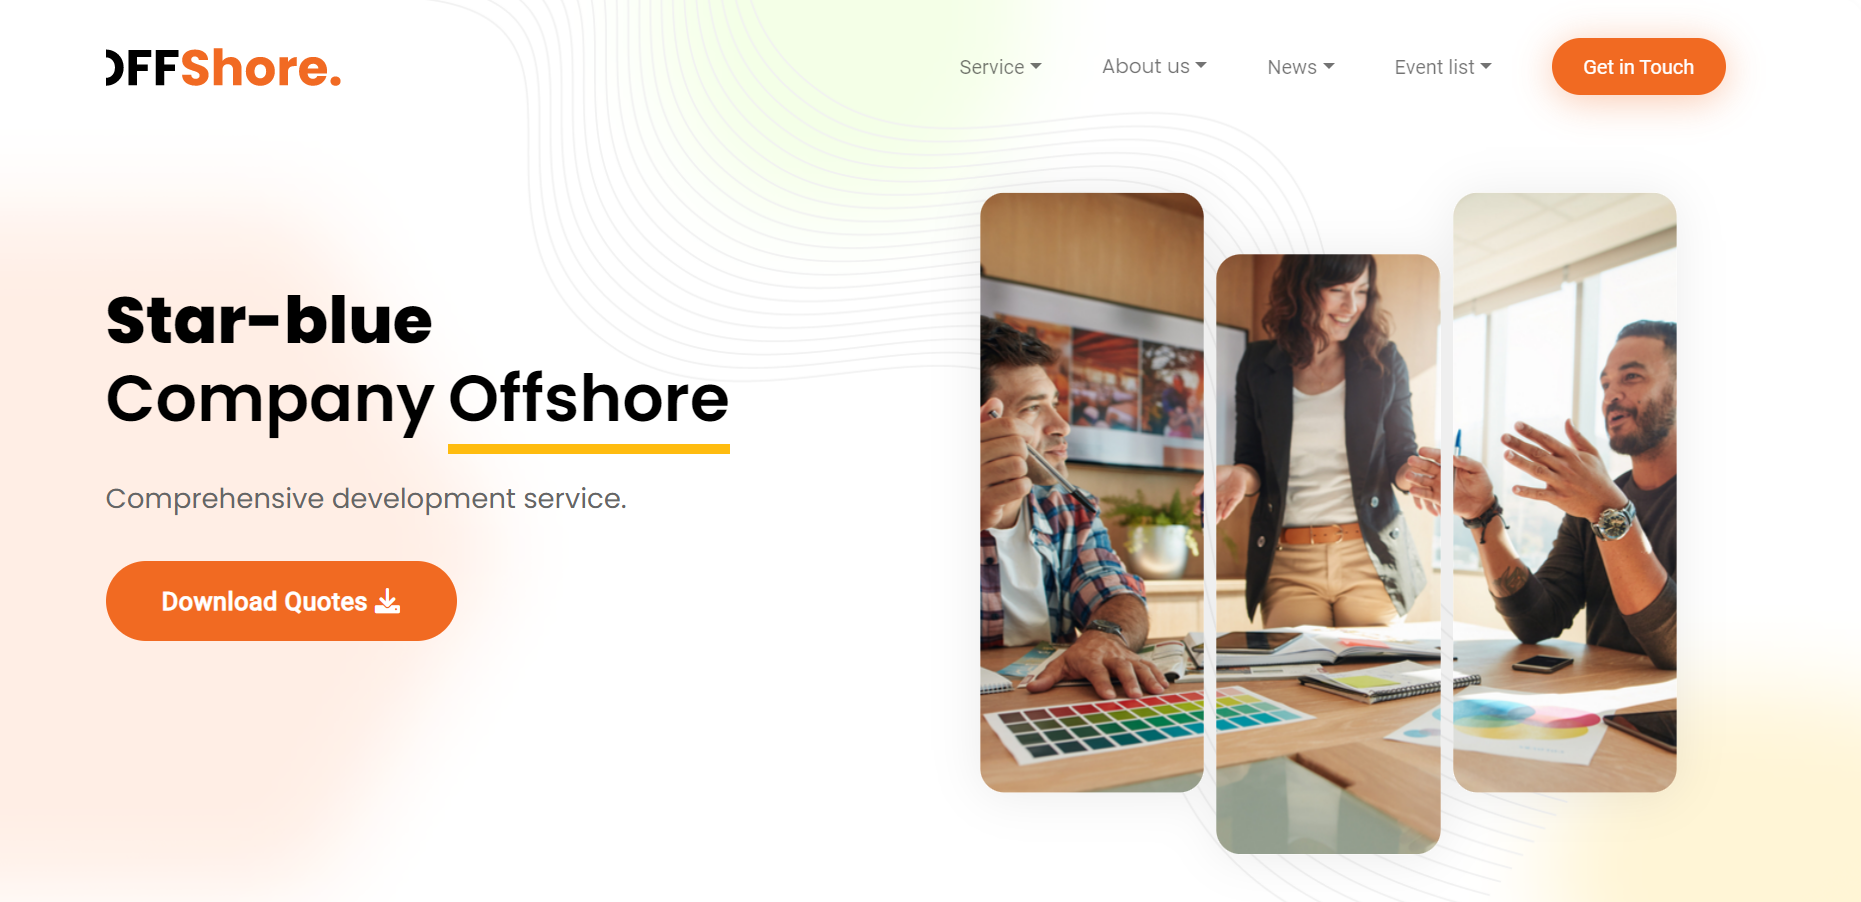 OFFShore.
Service
About us
News
Event list
Get in Touch
Star-blue
Company Offshore
Comprehensive development service.
Download Quotes